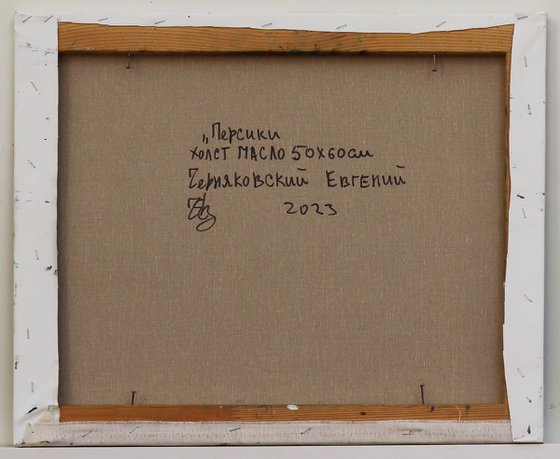 „Персики
холст МАСЛО 50х60см
Черняковский Евгений
2023